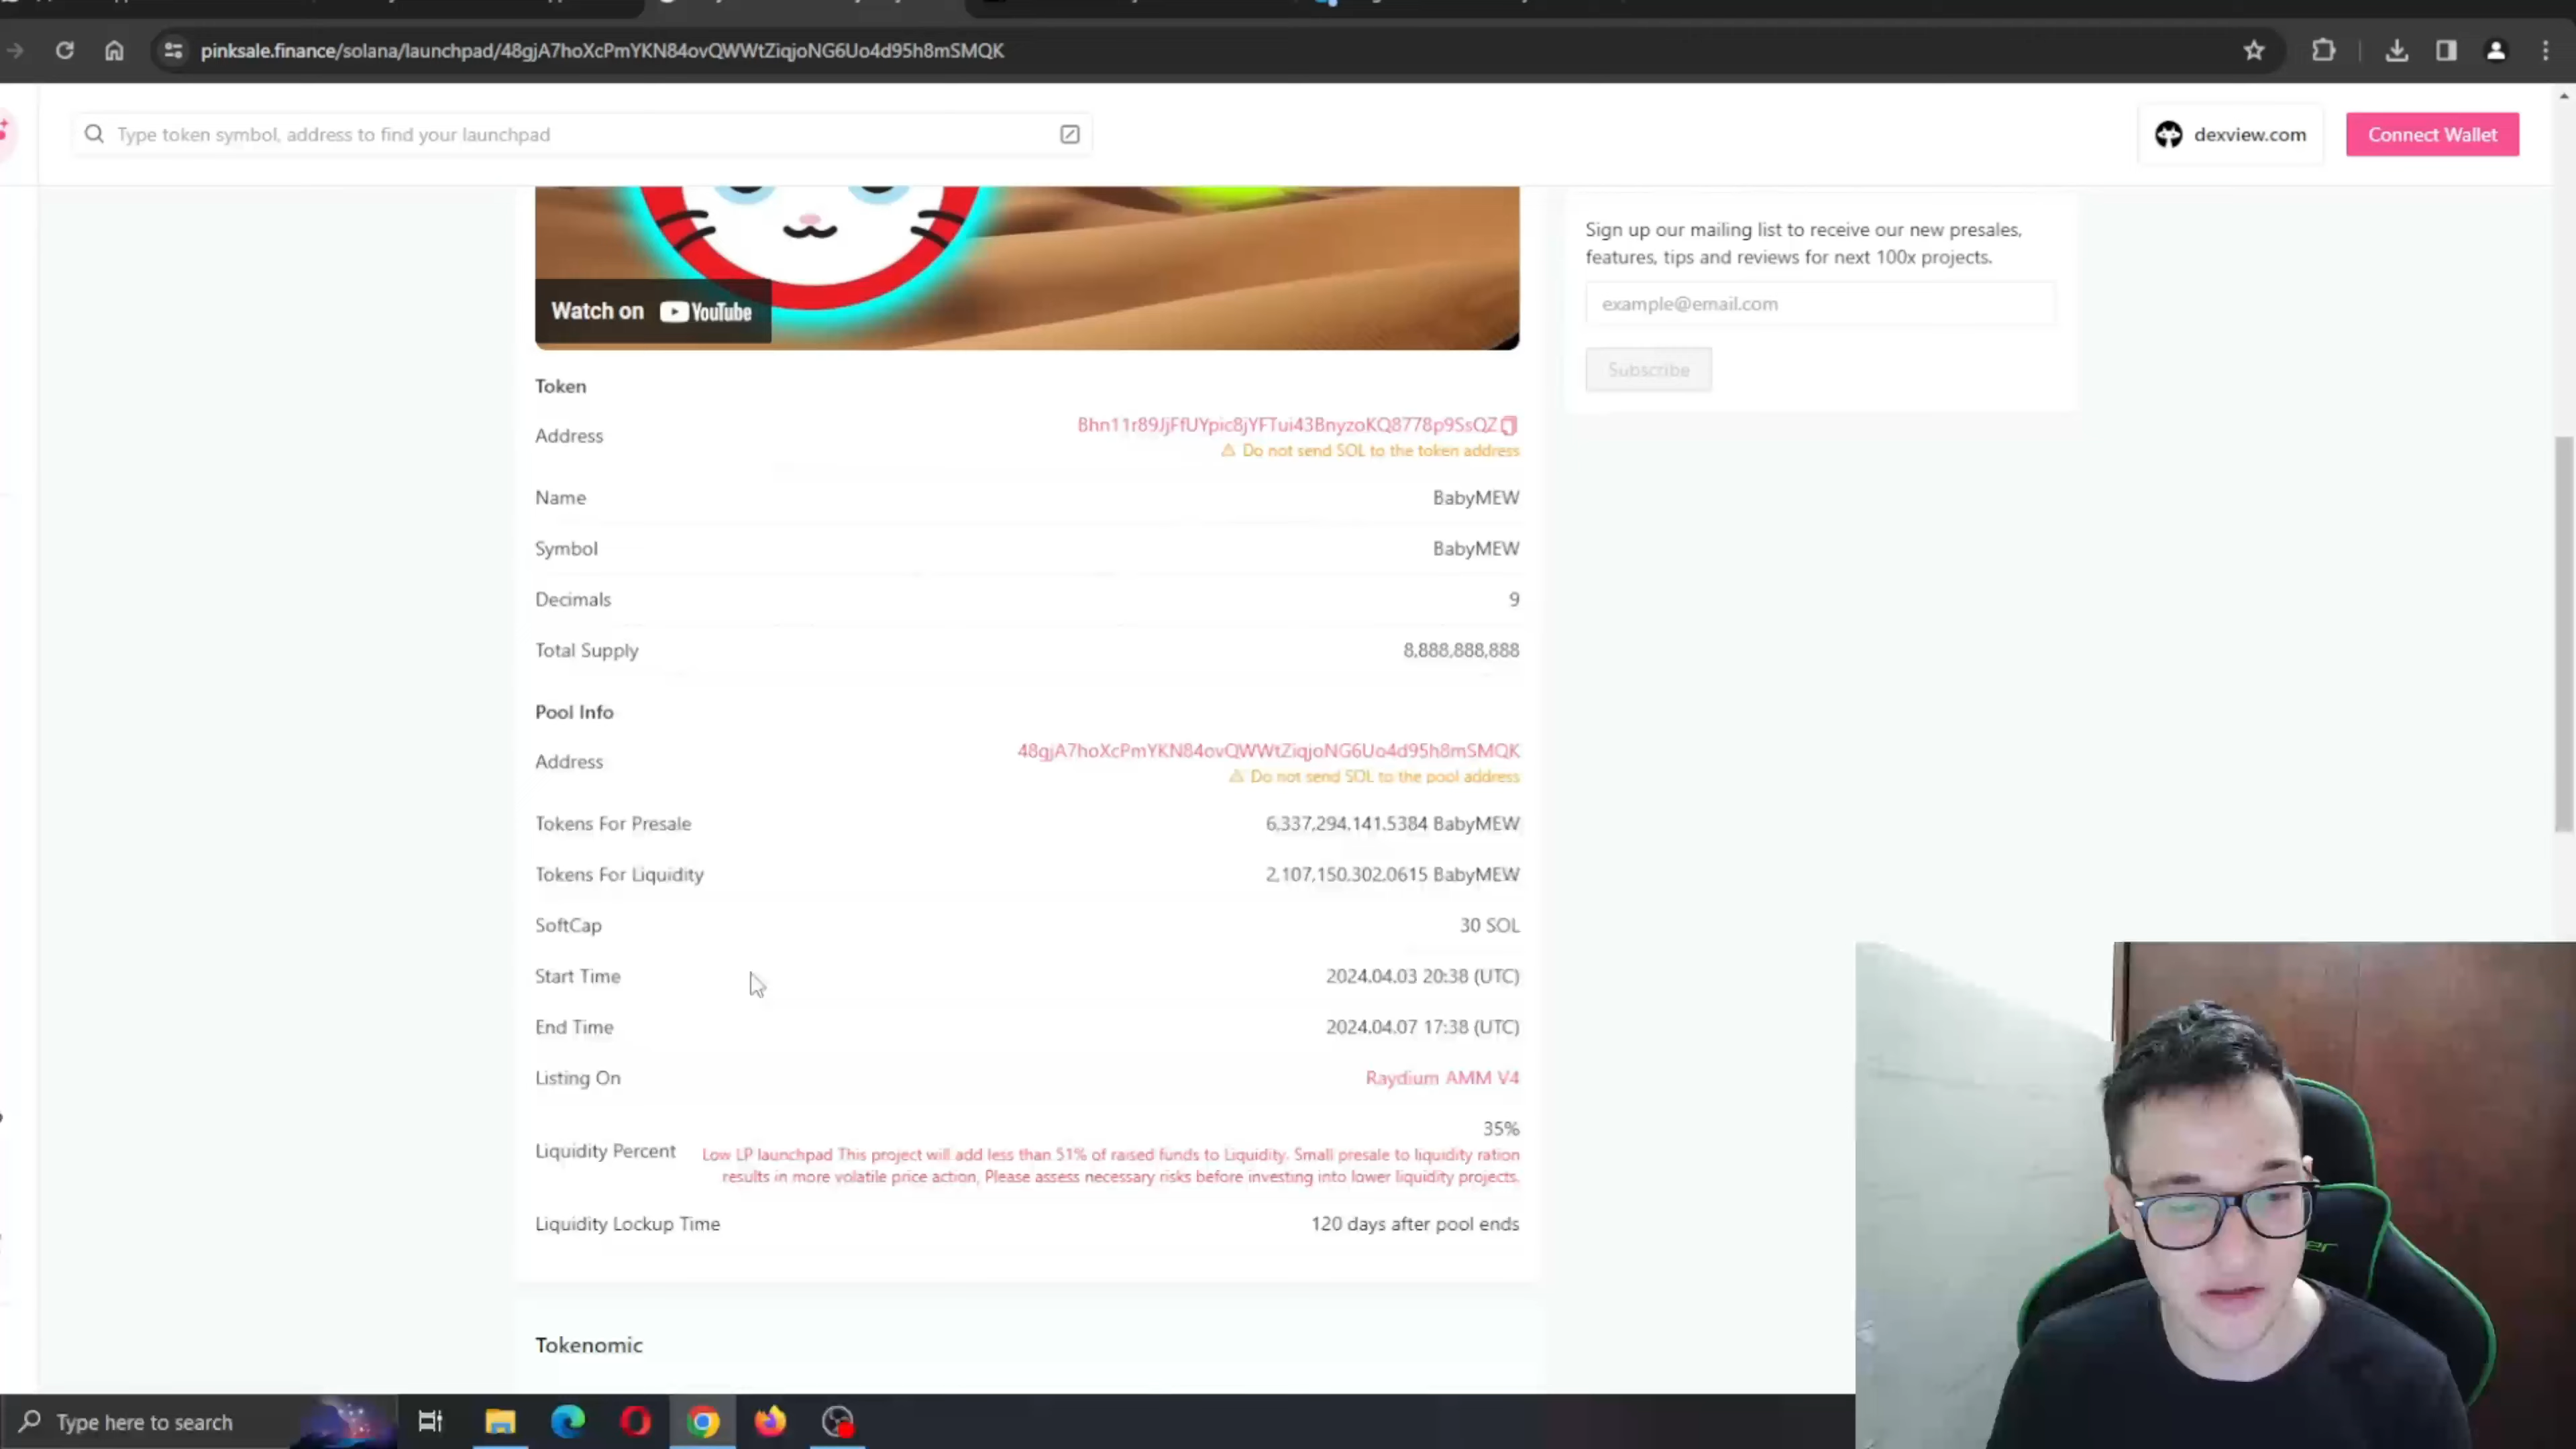 pinksale.finance/solana/launchpad/48gjA7hoXcPmYKN84ovQWWtZiqjoNG6Uo4d95h8mSMQK
Type token symbol, address to find your launchpad
dexview.com
Connect Wallet
Sign up our mailing list to receive our new presales,
features, tips and reviews for next 100x projects.
example@email.com
Subscribe
Watch on YouTube
Token
Address Bhn11r89JjFfUYpic8jYFTui43BnyzoKQ8778p9SsQZ
⚠ Do not send SOL to the token address
Name BabyMEW
Symbol BabyMEW
Decimals 9
Total Supply 8,888,888,888
Pool Info
Address 48gjA7hoXcPmYKN84ovQWWtZiqjoNG6Uo4d95h8mSMQK
⚠ Do not send SOL to the pool address
Tokens For Presale 6,337,294,141.5384 BabyMEW
Tokens For Liquidity 2,107,150,302.0615 BabyMEW
SoftCap 30 SOL
Start Time 2024.04.03 20:38 (UTC)
End Time 2024.04.07 17:38 (UTC)
Listing On Raydium AMM V4
Liquidity Percent 35%
Low LP launchpad This project will add less than 51% of raised funds to Liquidity. Small presale to liquidity ration
results in more volatile price action, Please assess necessary risks before investing into lower liquidity projects.
Liquidity Lockup Time 120 days after pool ends
Tokenomic
Type here to search